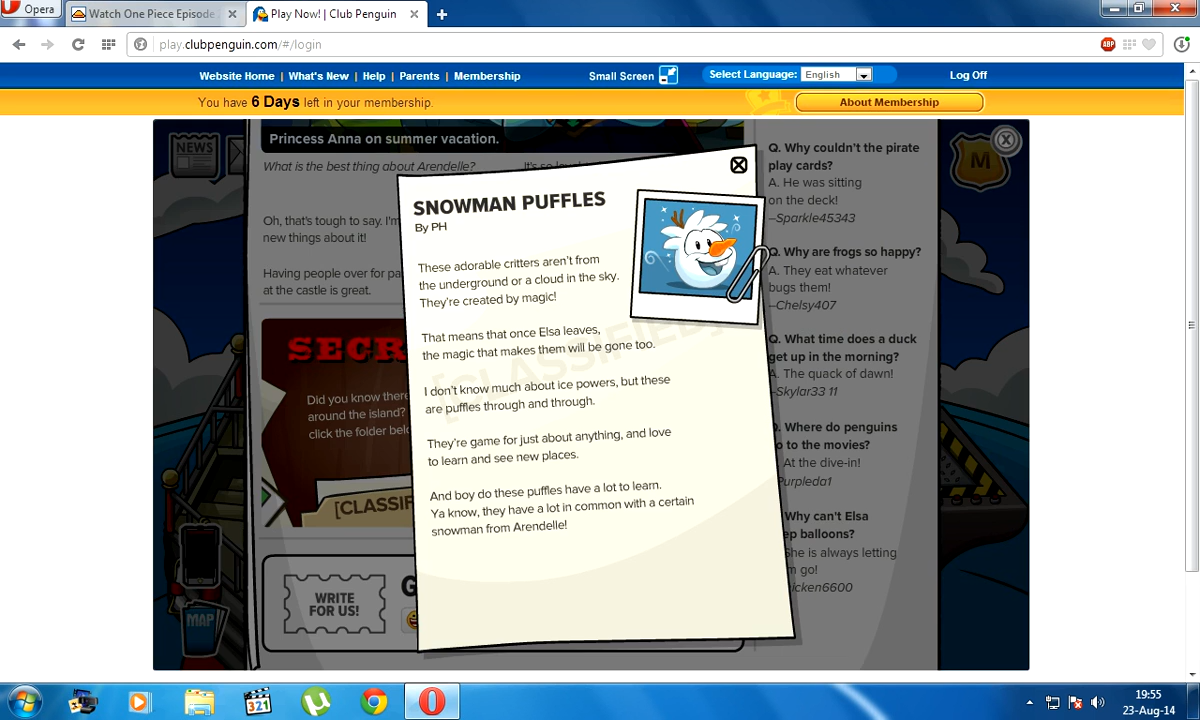 Opera
Watch One Piece Episode
Play Now! | Club Penguin
play.clubpenguin.com/#/login
ABP
Website Home | What's New | Help | Parents | Membership
Small Screen
Select Language: English
Log Off
You have 6 Days left in your membership.
About Membership
NEWS
M
Princess Anna on summer vacation.
What is the best thing about Arendelle?
Oh, that's tough to say. I'm
new things about it!
Having people over for pa
at the castle is great.
SECR
Did you know there
around the island?
click the folder belo
[CLASSIF
MAP
WRITE
FOR US!
G
SNOWMAN PUFFLES
By PH
These adorable critters aren't from
the underground or a cloud in the sky.
They're created by magic!
That means that once Elsa leaves,
the magic that makes them will be gone too.
I don't know much about ice powers, but these
are puffles through and through.
They're game for just about anything, and love
to learn and see new places.
And boy do these puffles have a lot to learn.
Ya know, they have a lot in common with a certain
snowman from Arendelle!
[CLASSIFIED]
Q. Why couldn't the pirate
play cards?
A. He was sitting
on the deck!
–Sparkle45343
Q. Why are frogs so happy?
A. They eat whatever
bugs them!
–Chelsy407
Q. What time does a duck
get up in the morning?
A. The quack of dawn!
–Skylar33 11
Q. Where do penguins
o to the movies?
At the dive-in!
Purpleda1
Why can't Elsa
ep balloons?
She is always letting
m go!
icken6600
321
19:55
23-Aug-14